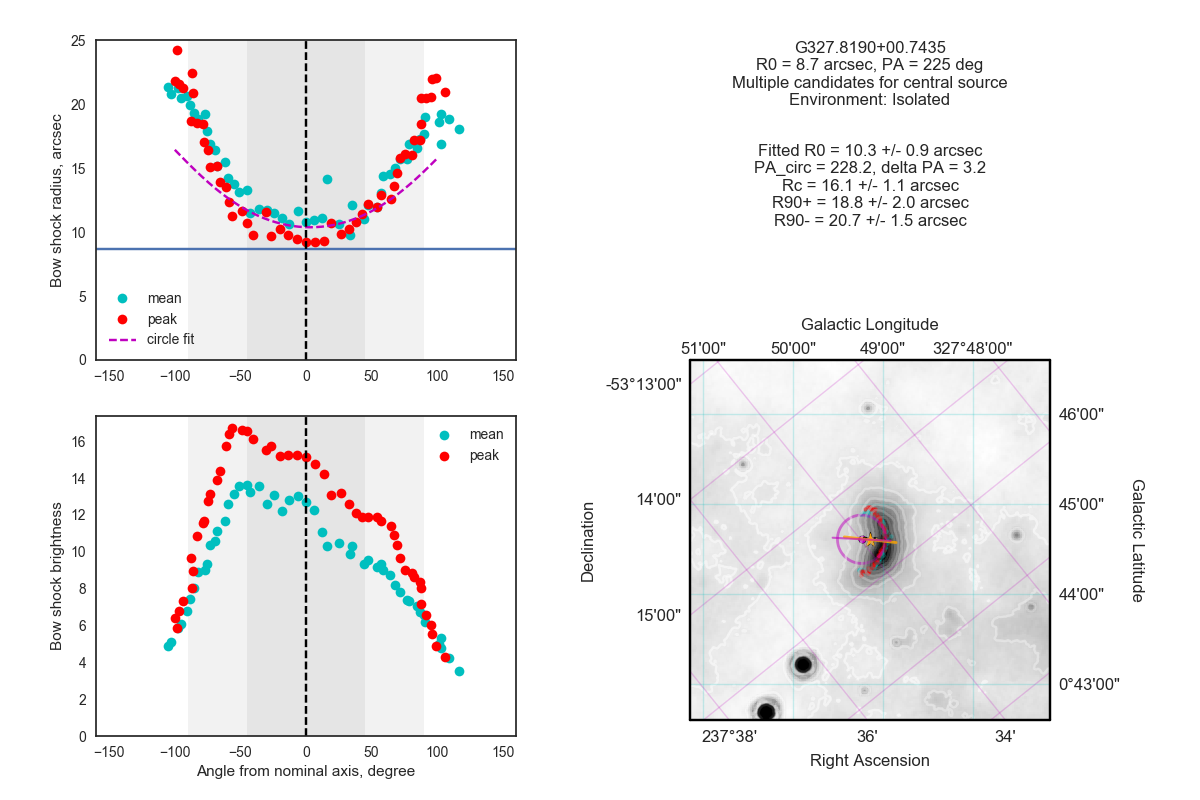 G327.8190+00.7435
R0 = 8.7 arcsec, PA = 225 deg
Multiple candidates for central source
Environment: Isolated
Fitted R0 = 10.3 +/- 0.9 arcsec
PA_circ = 228.2, delta PA = 3.2
Rc = 16.1 +/- 1.1 arcsec
R90+ = 18.8 +/- 2.0 arcsec
R90- = 20.7 +/- 1.5 arcsec
Bow shock radius, arcsec
25
20
15
10
5
0
mean
peak
circle fit
−150 −100 −50 0 50 100 150
Bow shock brightness
16
14
12
10
8
6
4
2
0
mean
peak
−150 −100 −50 0 50 100 150
Angle from nominal axis, degree
Galactic Longitude
51'00" 50'00" 49'00" 327°48'00"
-53°13'00"
14'00"
15'00"
Declination
46'00"
45'00"
44'00"
0°43'00"
Galactic Latitude
237°38' 36' 34'
Right Ascension